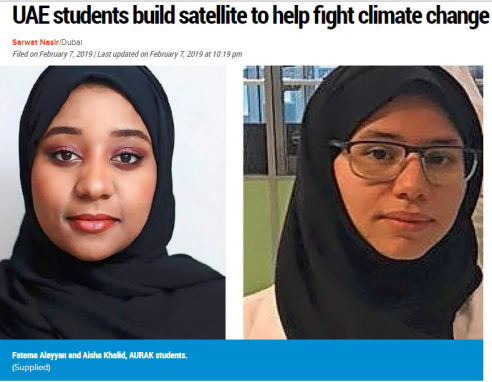 UAE students build satellite to help fight climate change
Sarwat Nasir/Dubai
Filed on February 7, 2019 | Last updated on February 7, 2019 at 10.19 pm
Fatema Alayyan and Aisha Khalid, AURAK students.
(Supplied)